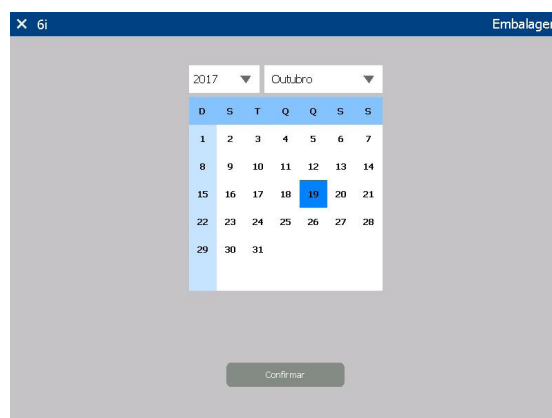 ✕ 6i Embalagen
2017 Outubro
D S T Q Q S S
1 2 3 4 5 6 7
8 9 10 11 12 13 14
15 16 17 18 19 20 21
22 23 24 25 26 27 28
29 30 31
Confirmar